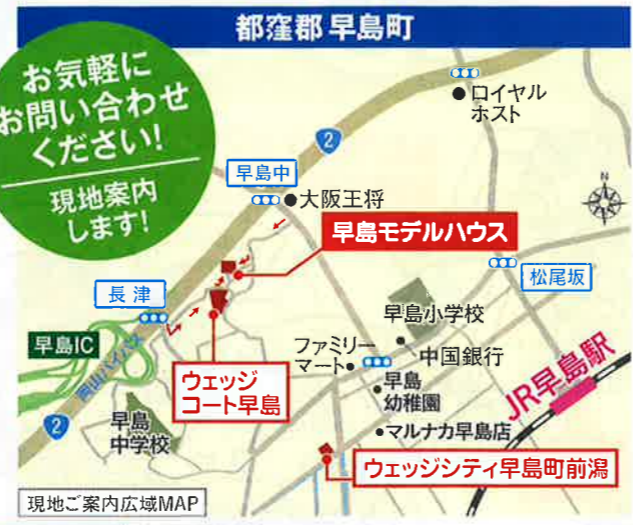 都窪郡 早島町
お気軽に
お問い合わせ
ください!
現地案内
します!
ロイヤル
ホスト
2
早島中
大阪王将
N
早島モデルハウス
松尾坂
長津
早島小学校
早島IC
岡山バイパス
ファミリー
マート
中国銀行
ウェッジ
コート早島
早島
幼稚園
JR早島駅
2
早島
中学校
マルナカ早島店
ウェッジシティ早島町前潟
現地ご案内広域MAP